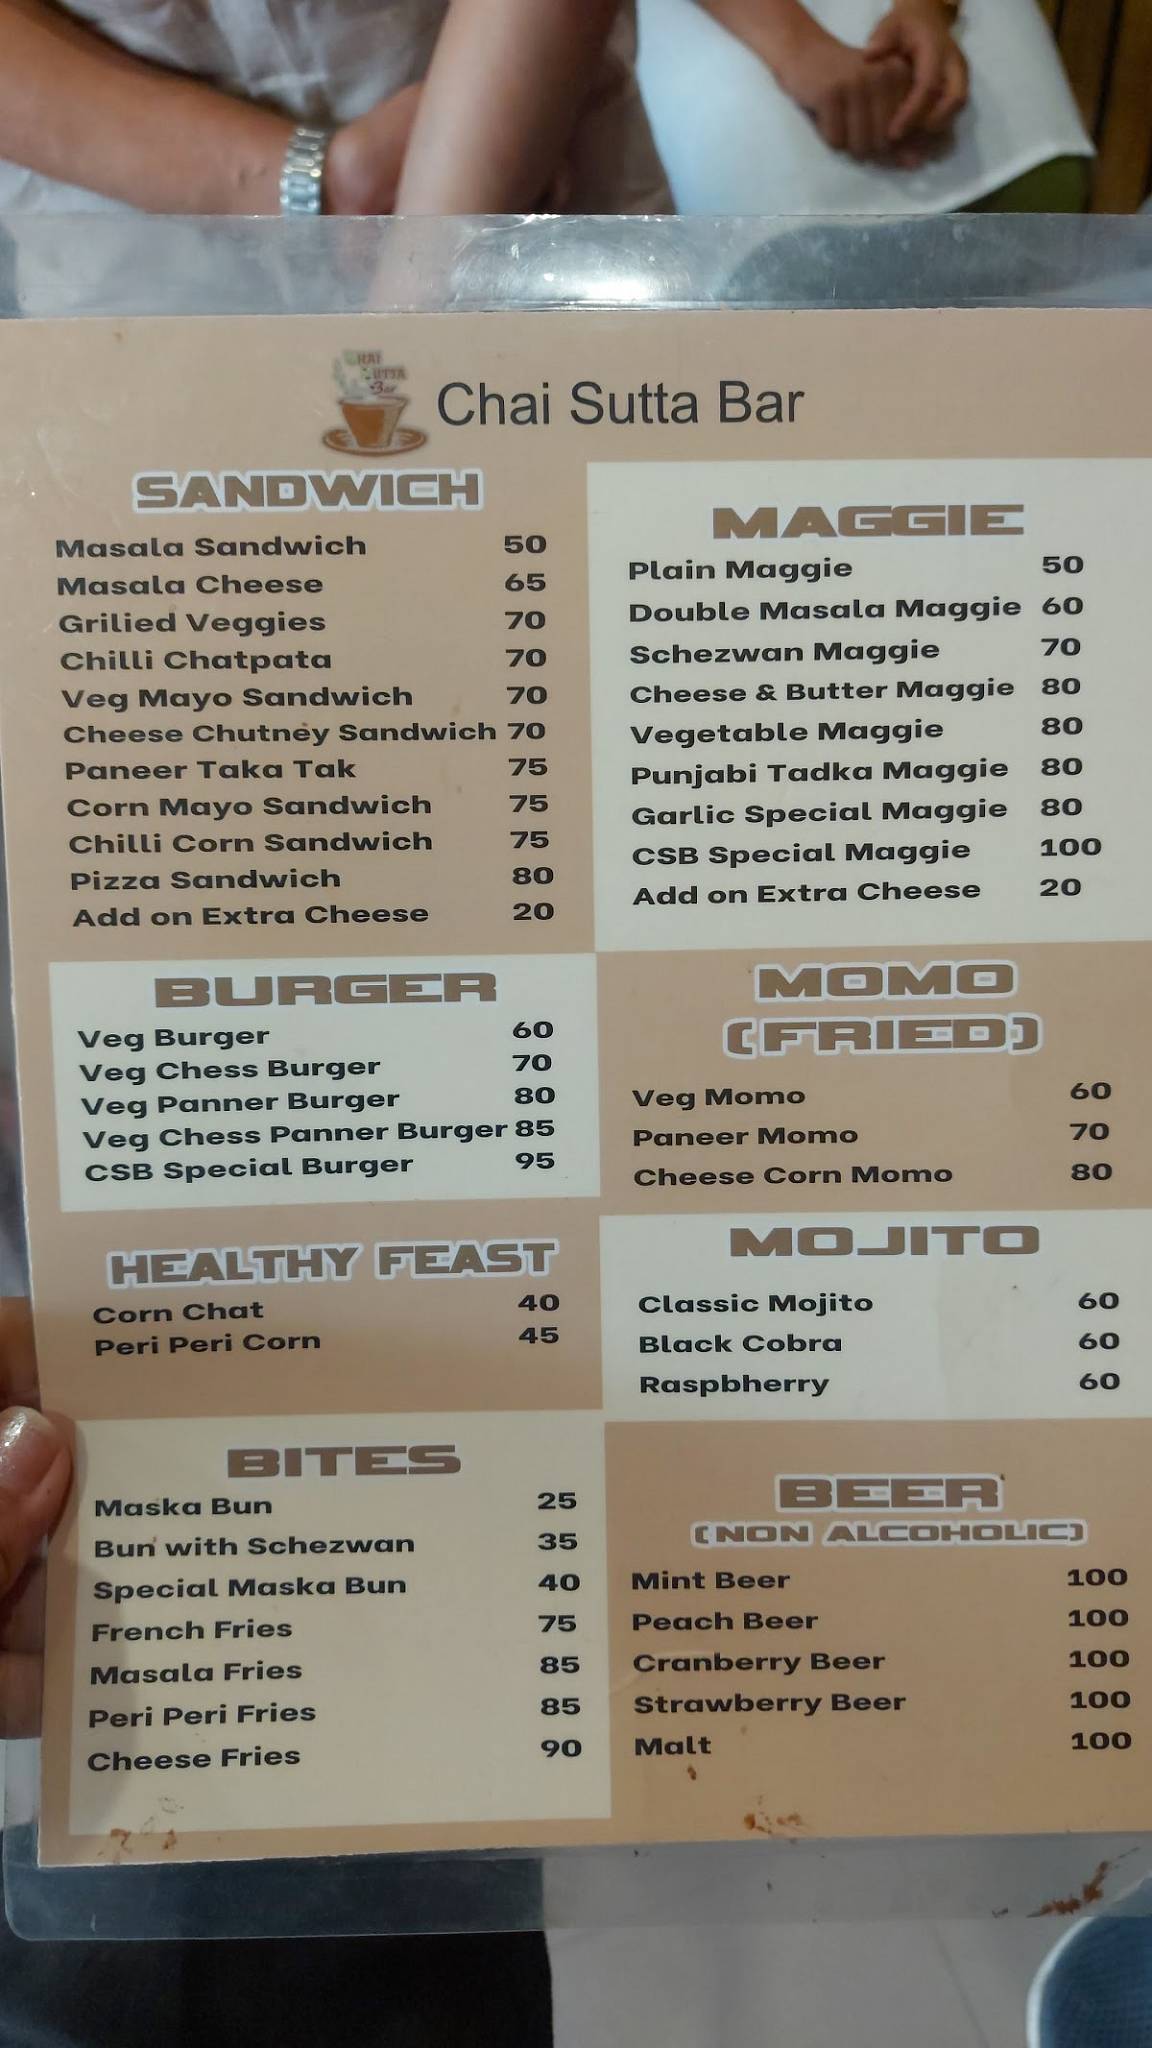 CHAI
SUTTA
Bar
Chai Sutta Bar
SANDWICH
Masala Sandwich 50
Masala Cheese 65
Grilied Veggies 70
Chilli Chatpata 70
Veg Mayo Sandwich 70
Cheese Chutney Sandwich 70
Paneer Taka Tak 75
Corn Mayo Sandwich 75
Chilli Corn Sandwich 75
Pizza Sandwich 80
Add on Extra Cheese 20
MAGGIE
Plain Maggie 50
Double Masala Maggie 60
Schezwan Maggie 70
Cheese & Butter Maggie 80
Vegetable Maggie 80
Punjabi Tadka Maggie 80
Garlic Special Maggie 80
CSB Special Maggie 100
Add on Extra Cheese 20
BURGER
Veg Burger 60
Veg Chess Burger 70
Veg Panner Burger 80
Veg Chess Panner Burger 85
CSB Special Burger 95
MOMO
(FRIED)
Veg Momo 60
Paneer Momo 70
Cheese Corn Momo 80
HEALTHY FEAST
Corn Chat 40
Peri Peri Corn 45
MOJITO
Classic Mojito 60
Black Cobra 60
Raspbherry 60
BITES
Maska Bun 25
Bun with Schezwan 35
Special Maska Bun 40
French Fries 75
Masala Fries 85
Peri Peri Fries 85
Cheese Fries 90
BEER
(NON ALCOHOLIC)
Mint Beer 100
Peach Beer 100
Cranberry Beer 100
Strawberry Beer 100
Malt 100